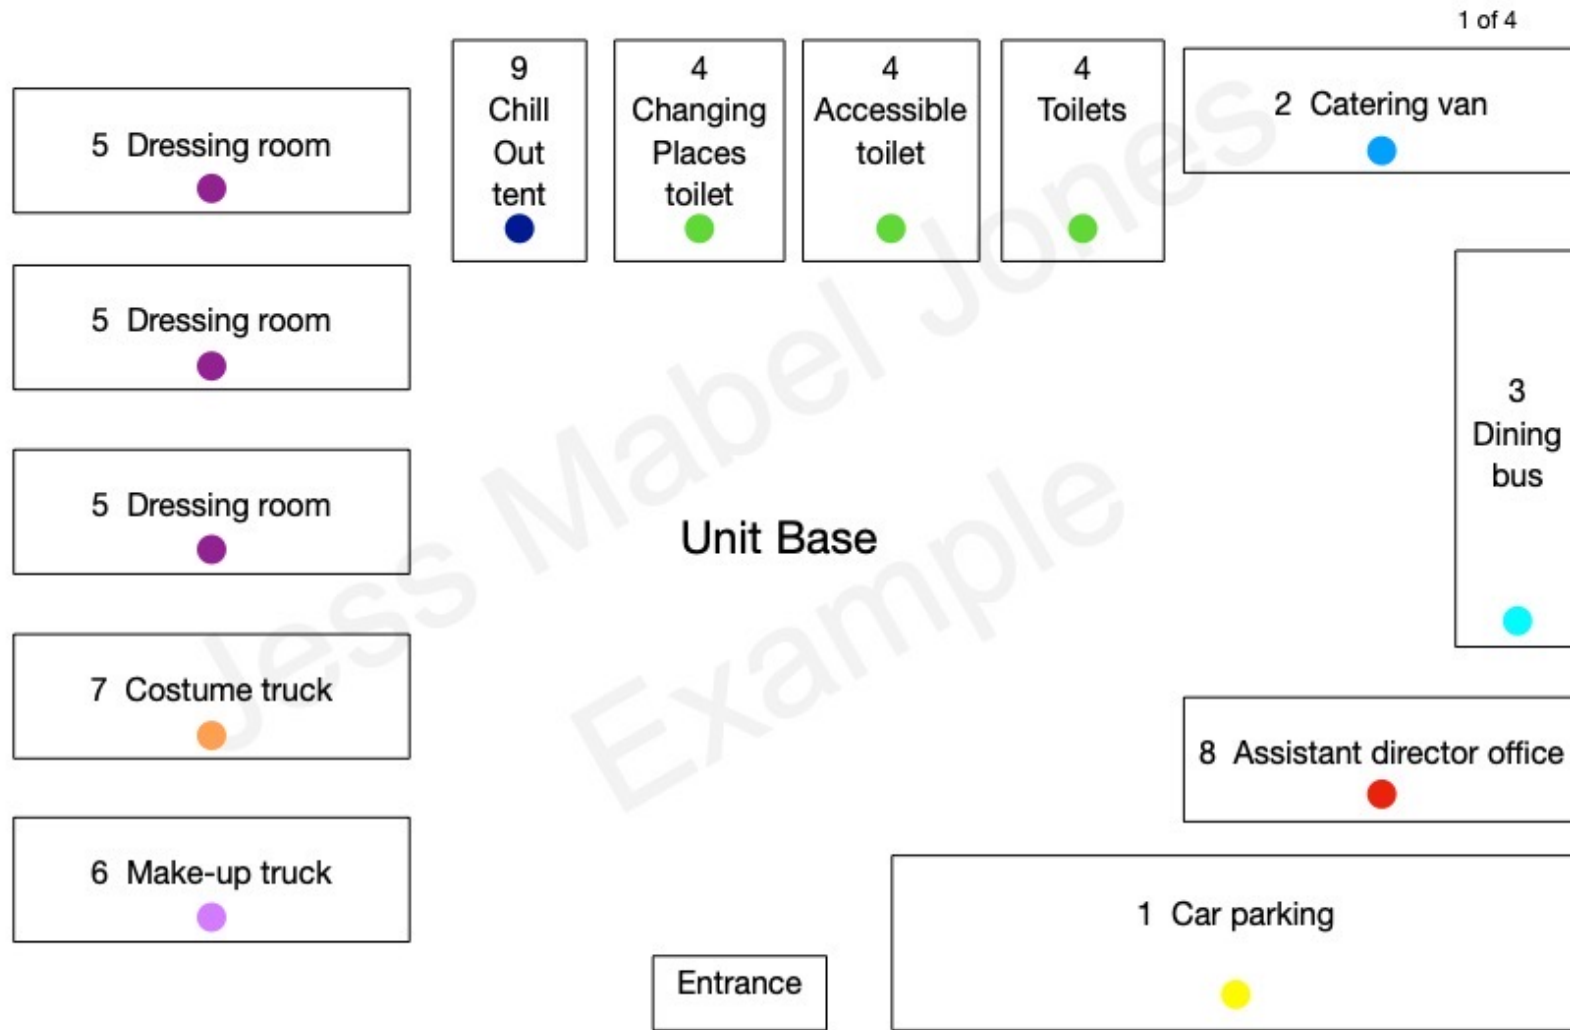 1 of 4
5 Dressing room
9
Chill
Out
tent
4
Changing
Places
toilet
4
Accessible
toilet
4
Toilets
2 Catering van
5 Dressing room
3
Dining
bus
5 Dressing room
Unit Base
7 Costume truck
8 Assistant director office
6 Make-up truck
1 Car parking
Entrance
Jess Mabel Jones
Example